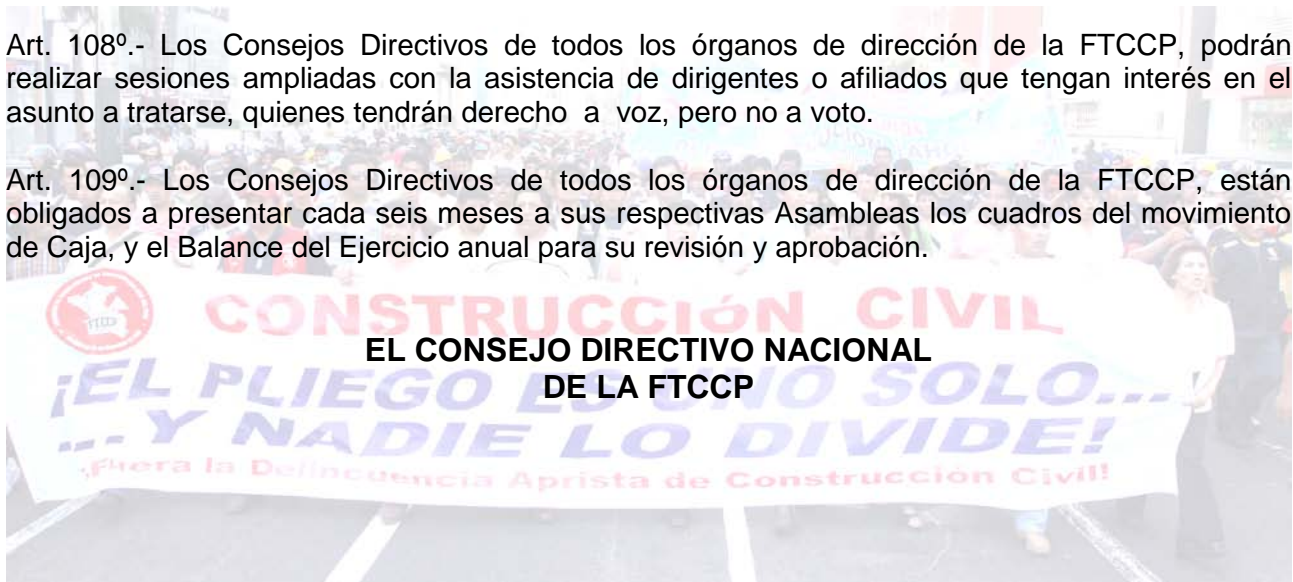 Art. 108º.- Los Consejos Directivos de todos los órganos de dirección de la FTCCP, podrán
realizar sesiones ampliadas con la asistencia de dirigentes o afiliados que tengan interés en el
asunto a tratarse, quienes tendrán derecho a voz, pero no a voto.
Art. 109º.- Los Consejos Directivos de todos los órganos de dirección de la FTCCP, están
obligados a presentar cada seis meses a sus respectivas Asambleas los cuadros del movimiento
de Caja, y el Balance del Ejercicio anual para su revisión y aprobación.
CONSTRUCCIóN CIVIL
EL CONSEJO DIRECTIVO NACIONAL
DE LA FTCCP
¡EL PLIEGO ES UNO SOLO...
...Y NADIE LO DIVIDE!
¡Fuera la Delincuencia Aprista de Construcción Civil!